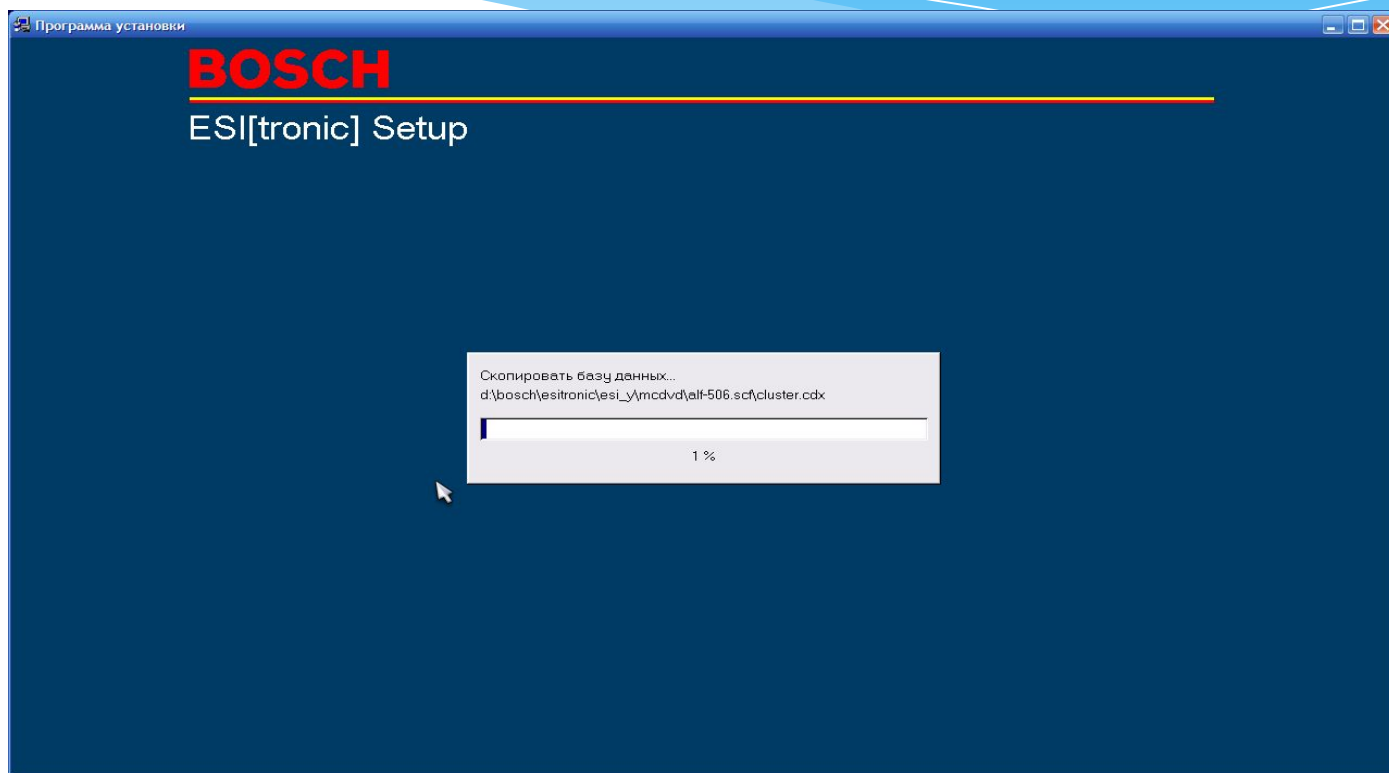 Программа установки
BOSCH
ESI[tronic] Setup
Скопировать базу данных...
d:\bosch\esitronic\esi_y\mcdvd\alf-506.scf\cluster.cdx
1 %